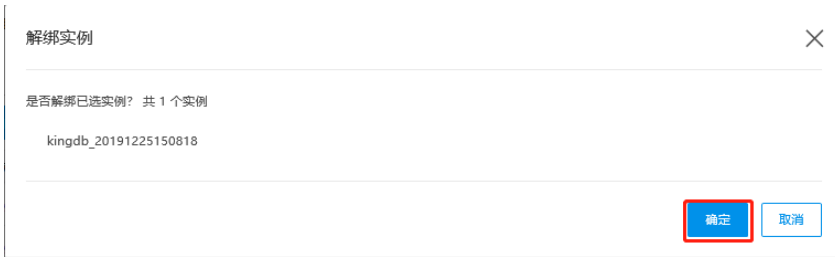 解绑实例
是否解绑已选实例? 共 1 个实例
kingdb_20191225150818
确定
取消